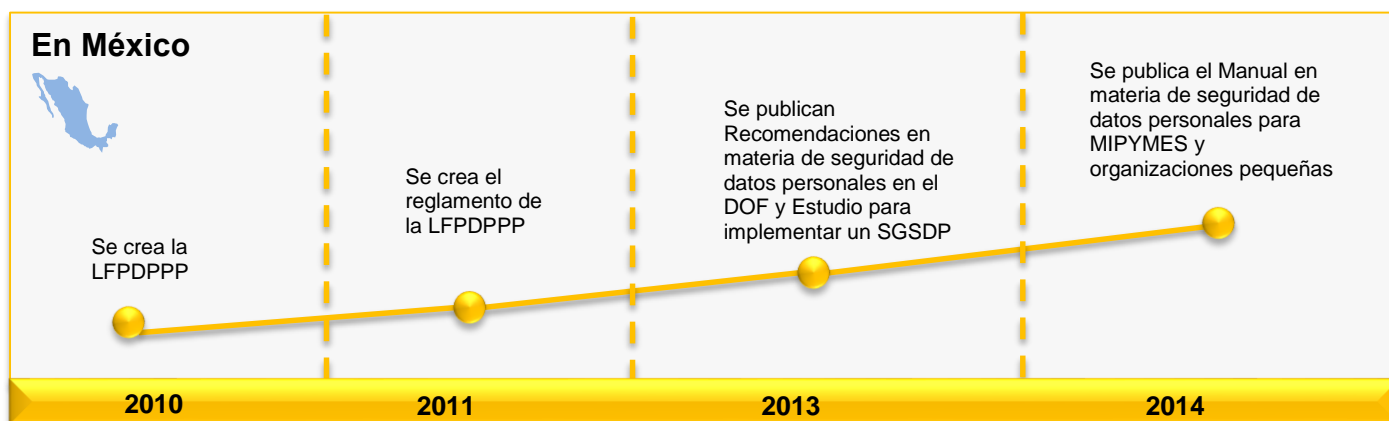 En México
Se crea la
LFPDPPP
Se crea el
reglamento de
la LFPDPPP
Se publican
Recomendaciones en
materia de seguridad de
datos personales en el
DOF y Estudio para
implementar un SGSDP
Se publica el Manual en
materia de seguridad de
datos personales para
MIPYMES y
organizaciones pequeñas
2010
2011
2013
2014